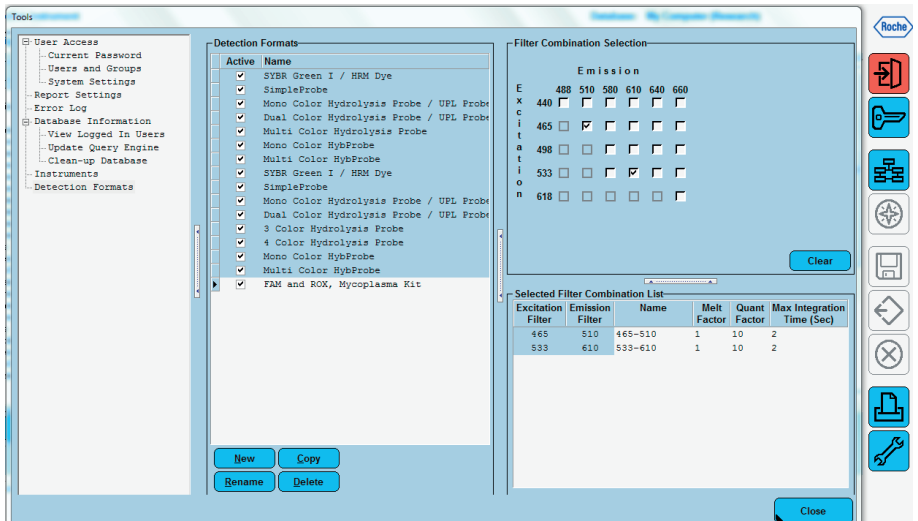 Tools
Database: My Computer (Research)
Roche
User Access
Current Password
Users and Groups
System Settings
Report Settings
Error Log
Database Information
View Logged In Users
Update Query Engine
Clean-up Database
Instruments
Detection Formats
Detection Formats
Active Name
SYBR Green I / HRM Dye
SimpleProbe
Mono Color Hydrolysis Probe / UPL Probe
Dual Color Hydrolysis Probe / UPL Probe
Multi Color Hydrolysis Probe
Mono Color HybProbe
Multi Color HybProbe
SYBR Green I / HRM Dye
SimpleProbe
Mono Color Hydrolysis Probe / UPL Probe
Dual Color Hydrolysis Probe / UPL Probe
3 Color Hydrolysis Probe
4 Color Hydrolysis Probe
Mono Color HybProbe
Multi Color HybProbe
FAM and ROX, Mycoplasma Kit
New Copy
Rename Delete
Filter Combination Selection
Emission
Excitation
488 510 580 610 640 660
440
465
498
533
618
Clear
Selected Filter Combination List
Excitation Filter Emission Filter Name Melt Factor Quant Factor Max Integration Time (Sec)
465 510 465-510 1 10 2
533 610 533-610 1 10 2
Close